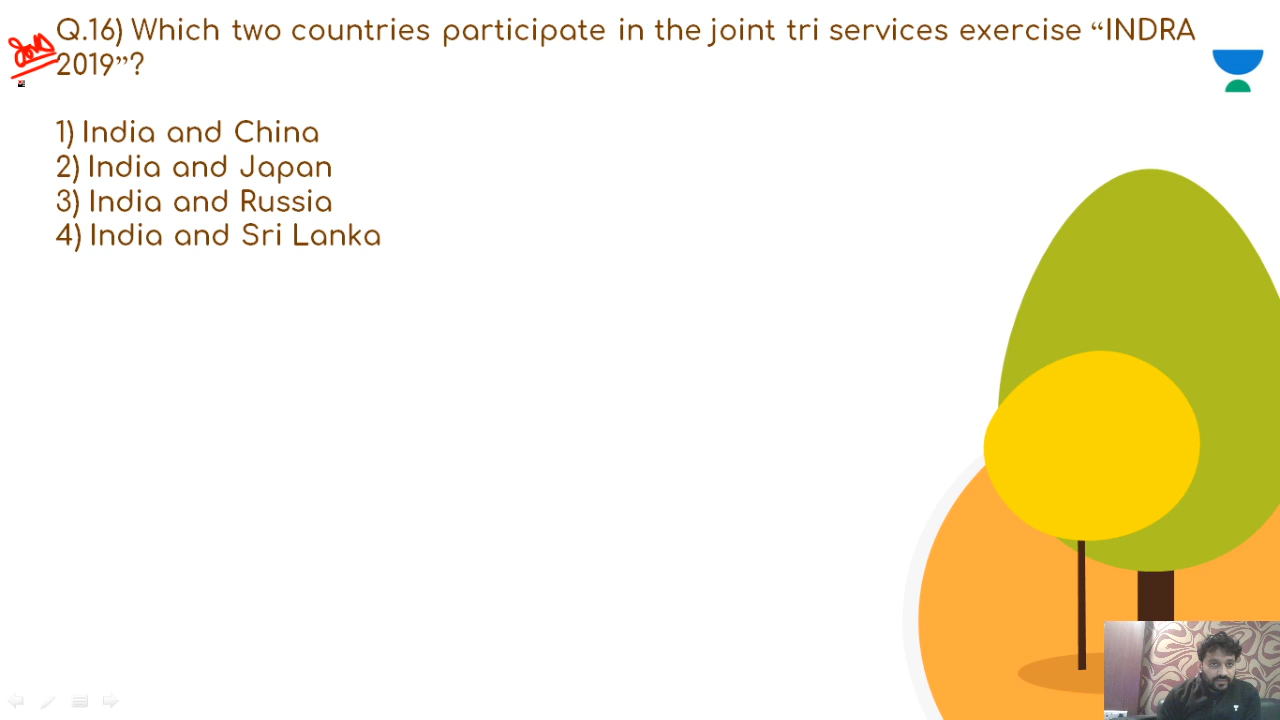 Q.16) Which two countries participate in the joint tri services exercise “INDRA
2019”?
1) India and China
2) India and Japan
3) India and Russia
4) India and Sri Lanka